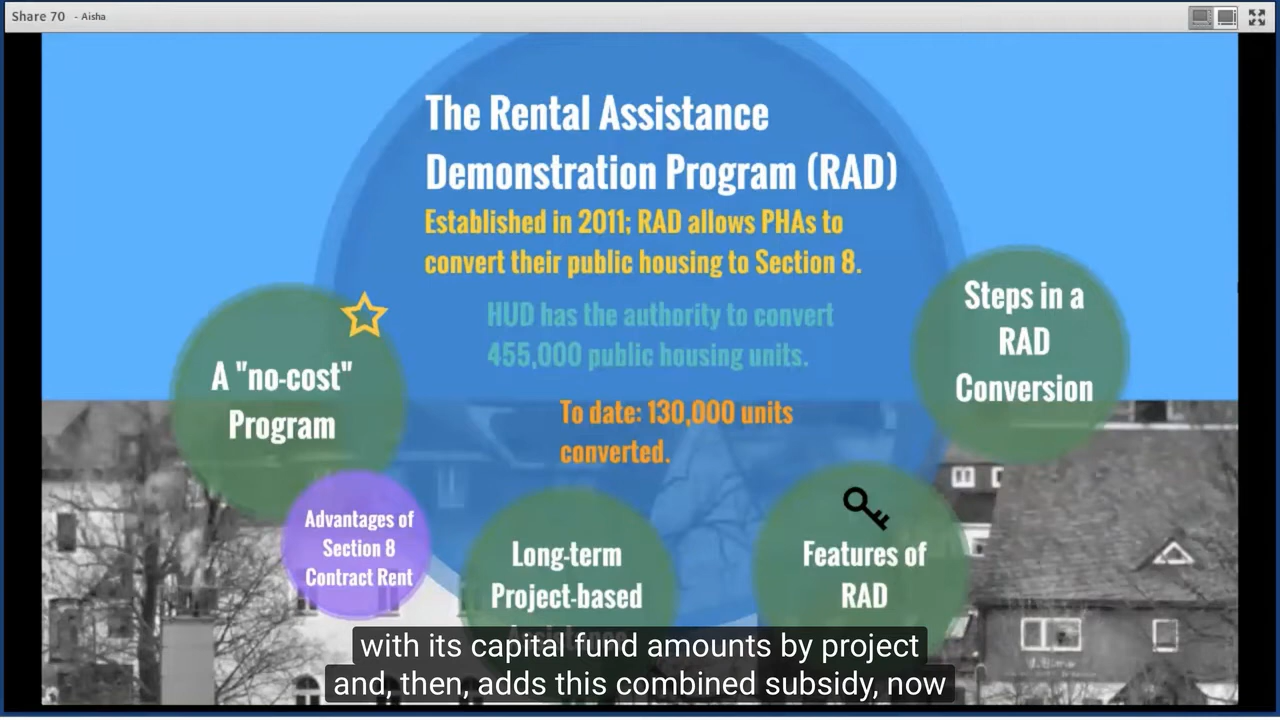 Share 70 - Aisha
The Rental Assistance
Demonstration Program (RAD)
Established in 2011; RAD allows PHAs to
convert their public housing to Section 8.
HUD has the authority to convert
455,000 public housing units.
To date: 130,000 units
converted.
A "no-cost"
Program
Advantages of
Section 8
Contract Rent
Long-term
Project-based
Assistance
Features of
RAD
Steps in a
RAD
Conversion
with its capital fund amounts by project
and, then, adds this combined subsidy, now